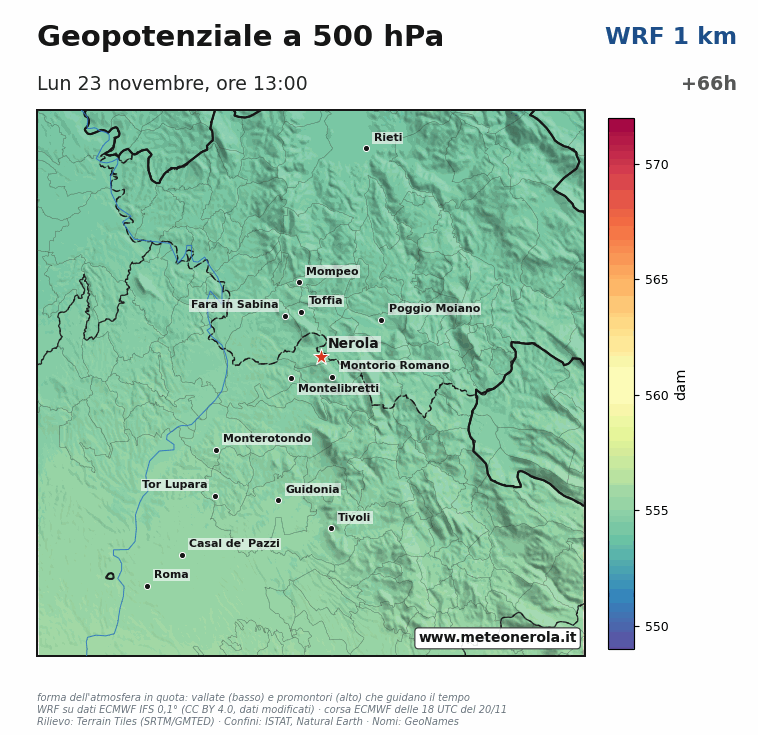 Geopotenziale a 500 hPa
WRF 1 km
Lun 23 novembre, ore 13:00
+66h
Rieti
Mompeo
Toffia
Fara in Sabina
Poggio Moiano
Nerola
Montorio Romano
Montelibretti
Monterotondo
Tor Lupara
Guidonia
Tivoli
Casal de' Pazzi
Roma
www.meteonerola.it
570
565
560
555
550
dam
forma dell'atmosfera in quota: vallate (basso) e promontori (alto) che guidano il tempo
WRF su dati ECMWF IFS 0,1° (CC BY 4.0, dati modificati) · corsa ECMWF delle 18 UTC del 20/11
Rilievo: Terrain Tiles (SRTM/GMTED) · Confini: ISTAT, Natural Earth · Nomi: GeoNames